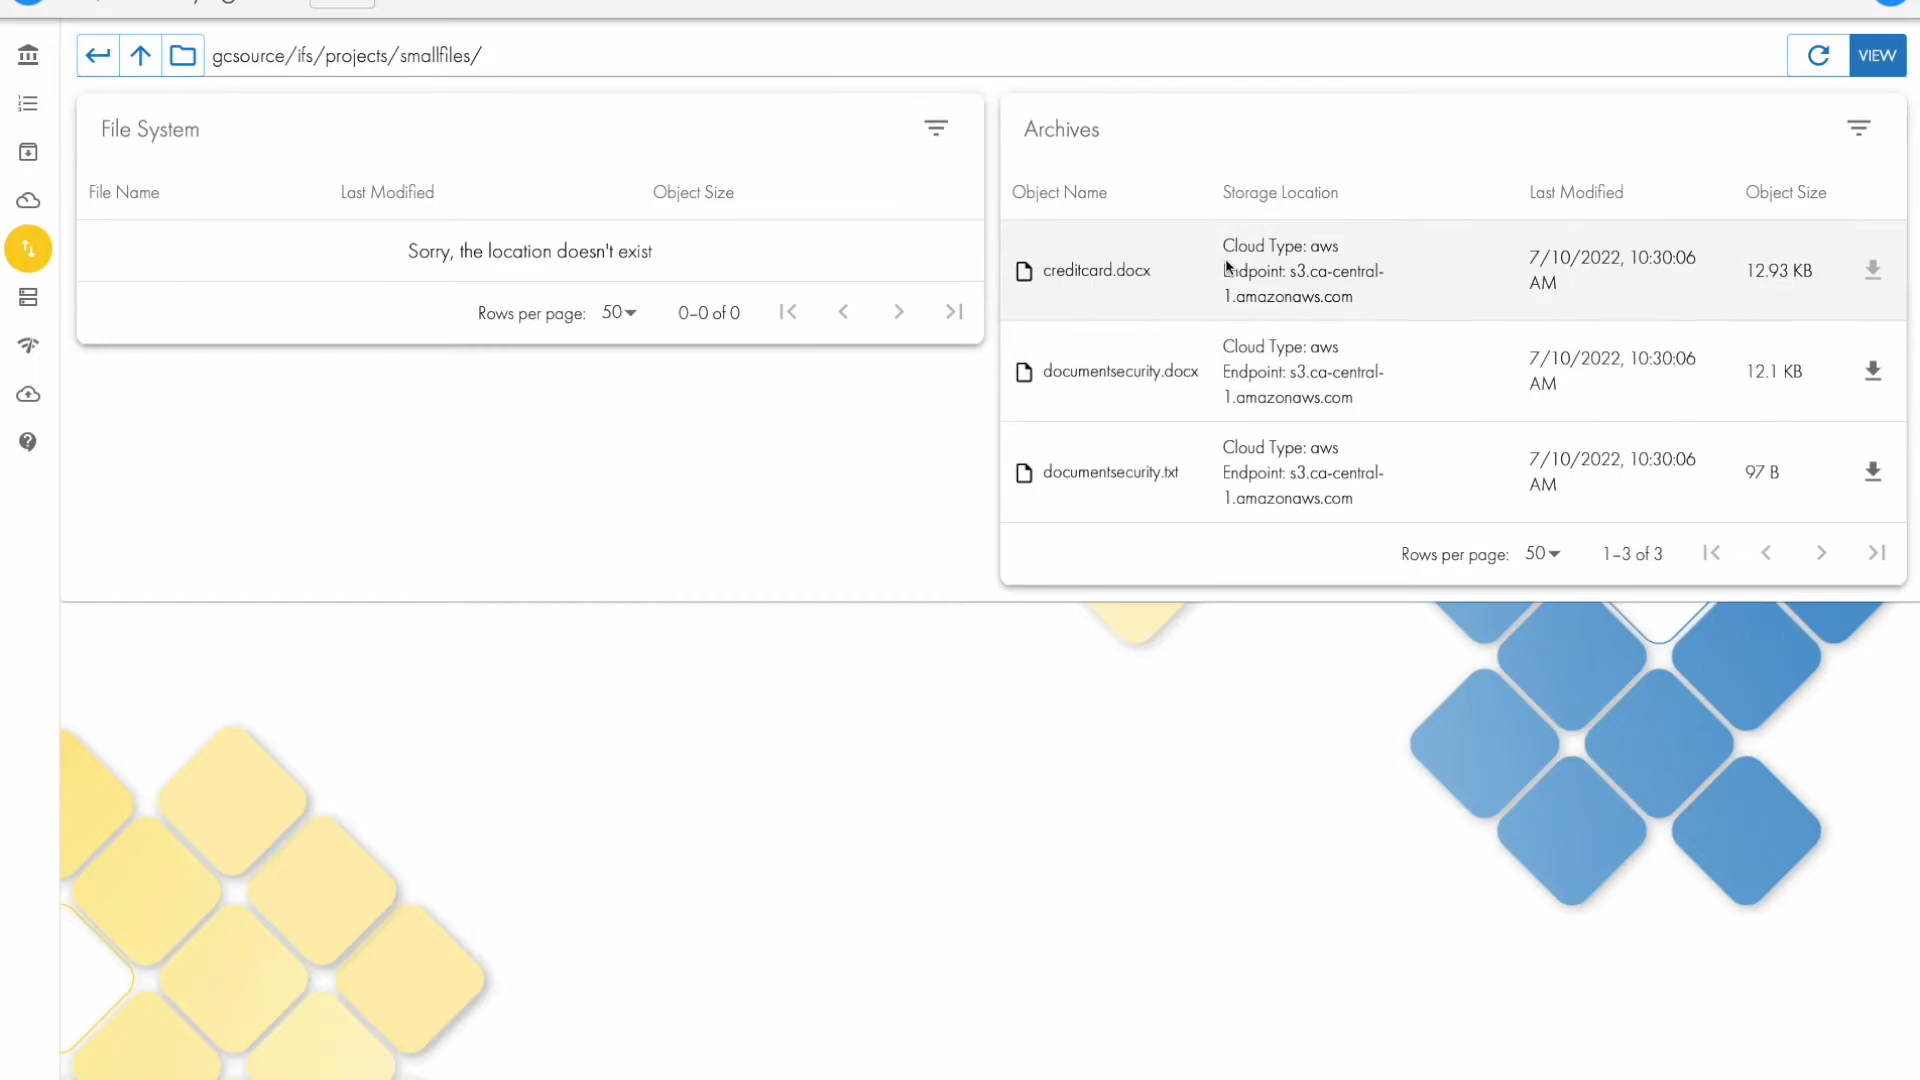 gcsource/ifs/projects/smallfiles/
VIEW
File System
File Name Last Modified Object Size
Sorry, the location doesn't exist
Rows per page: 50 0–0 of 0
Archives
Object Name Storage Location Last Modified Object Size
creditcard.docx
Cloud Type: aws
Endpoint: s3.ca-central-
1.amazonaws.com
7/10/2022, 10:30:06
AM
12.93 KB
documentsecurity.docx
Cloud Type: aws
Endpoint: s3.ca-central-
1.amazonaws.com
7/10/2022, 10:30:06
AM
12.1 KB
documentsecurity.txt
Cloud Type: aws
Endpoint: s3.ca-central-
1.amazonaws.com
7/10/2022, 10:30:06
AM
97 B
Rows per page: 50 1–3 of 3